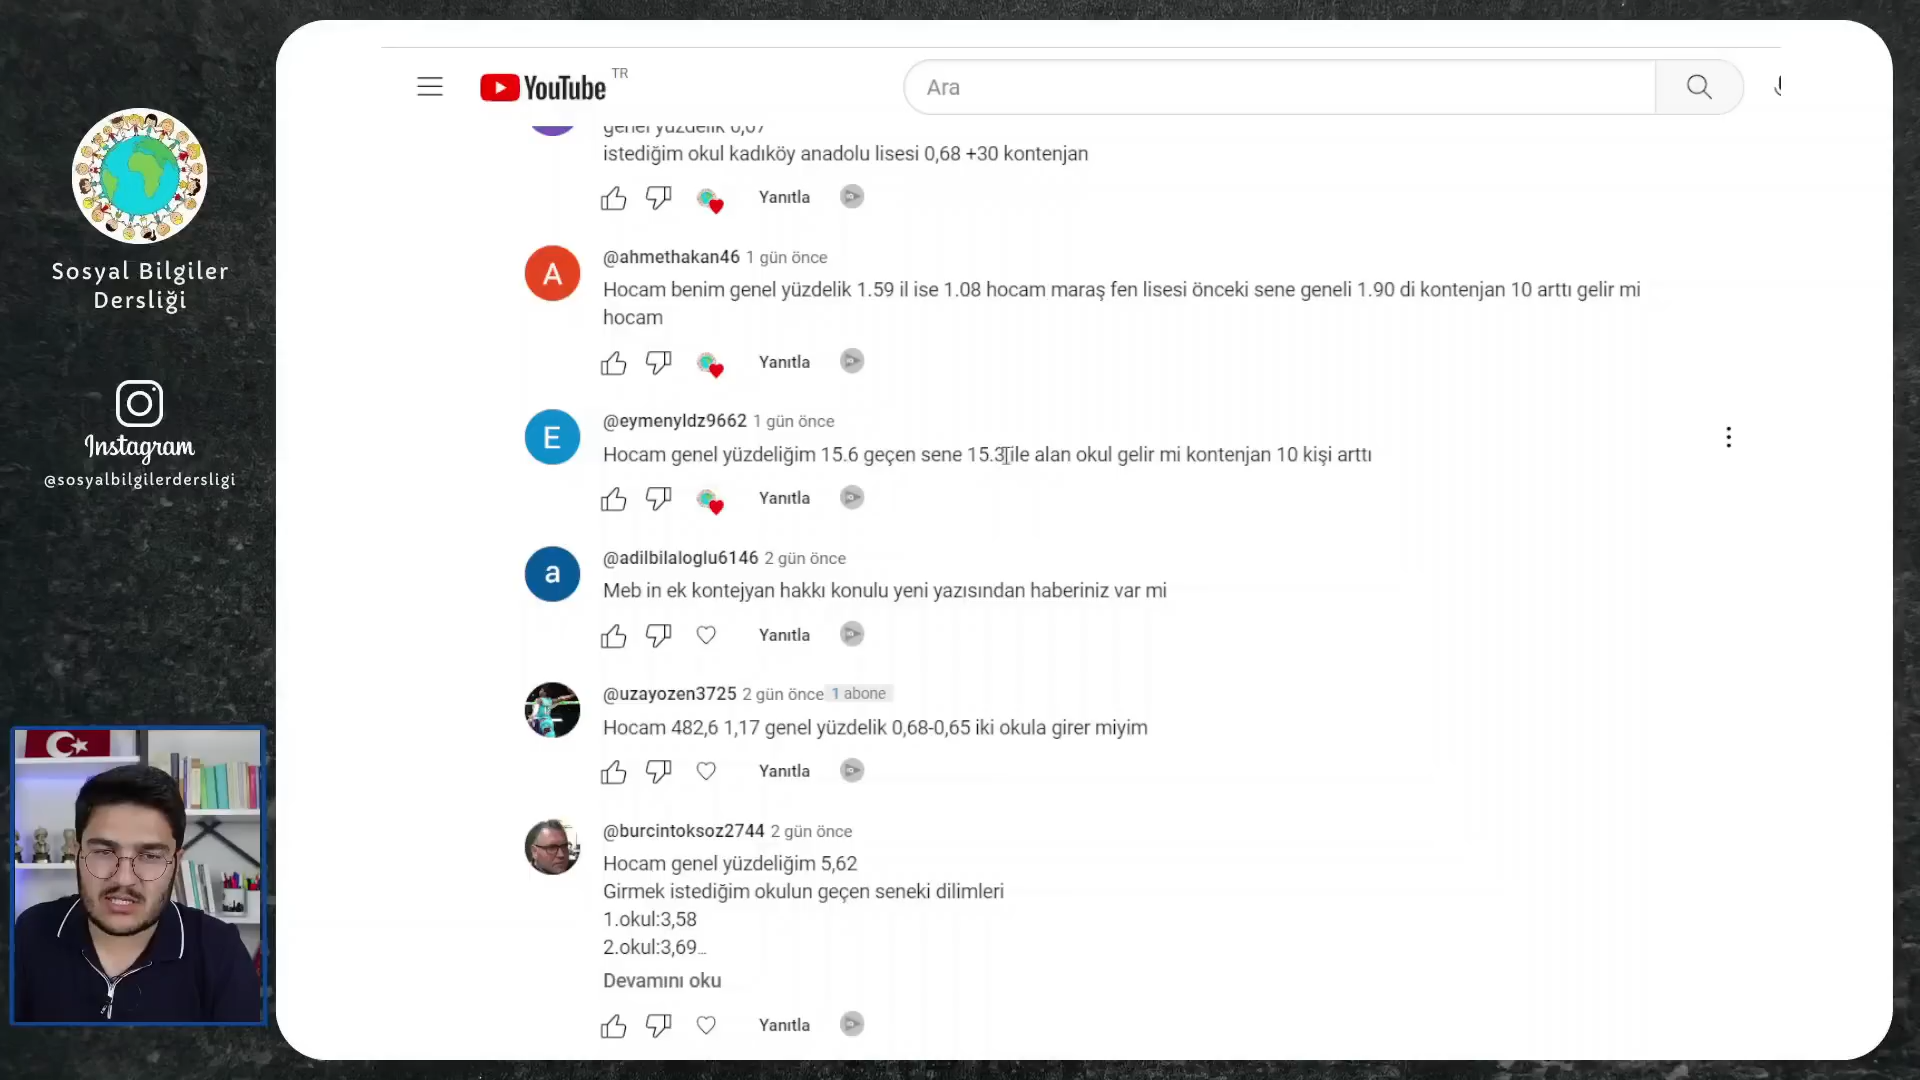 Sosyal Bilgiler
Dersliği
Instagram
@sosyalbilgilerdersligi
YouTube TR
Ara
genel yüzdelik 0,67
istediğim okul kadıköy anadolu lisesi 0,68 +30 kontenjan
Yanıtla
A
@ahmethakan46 1 gün önce
Hocam benim genel yüzdelik 1.59 il ise 1.08 hocam maraş fen lisesi önceki sene geneli 1.90 di kontenjan 10 arttı gelir mi
hocam
Yanıtla
E
@eymenyldz9662 1 gün önce
Hocam genel yüzdeliğim 15.6 geçen sene 15.3 ile alan okul gelir mi kontenjan 10 kişi arttı
Yanıtla
a
@adilbilaloglu6146 2 gün önce
Meb in ek kontejyan hakkı konulu yeni yazısından haberiniz var mi
Yanıtla
@uzayozen3725 2 gün önce 1 abone
Hocam 482,6 1,17 genel yüzdelik 0,68-0,65 iki okula girer miyim
Yanıtla
@burcintoksoz2744 2 gün önce
Hocam genel yüzdeliğim 5,62
Girmek istediğim okulun geçen seneki dilimleri
1.okul:3,58
2.okul:3,69...
Devamını oku
Yanıtla